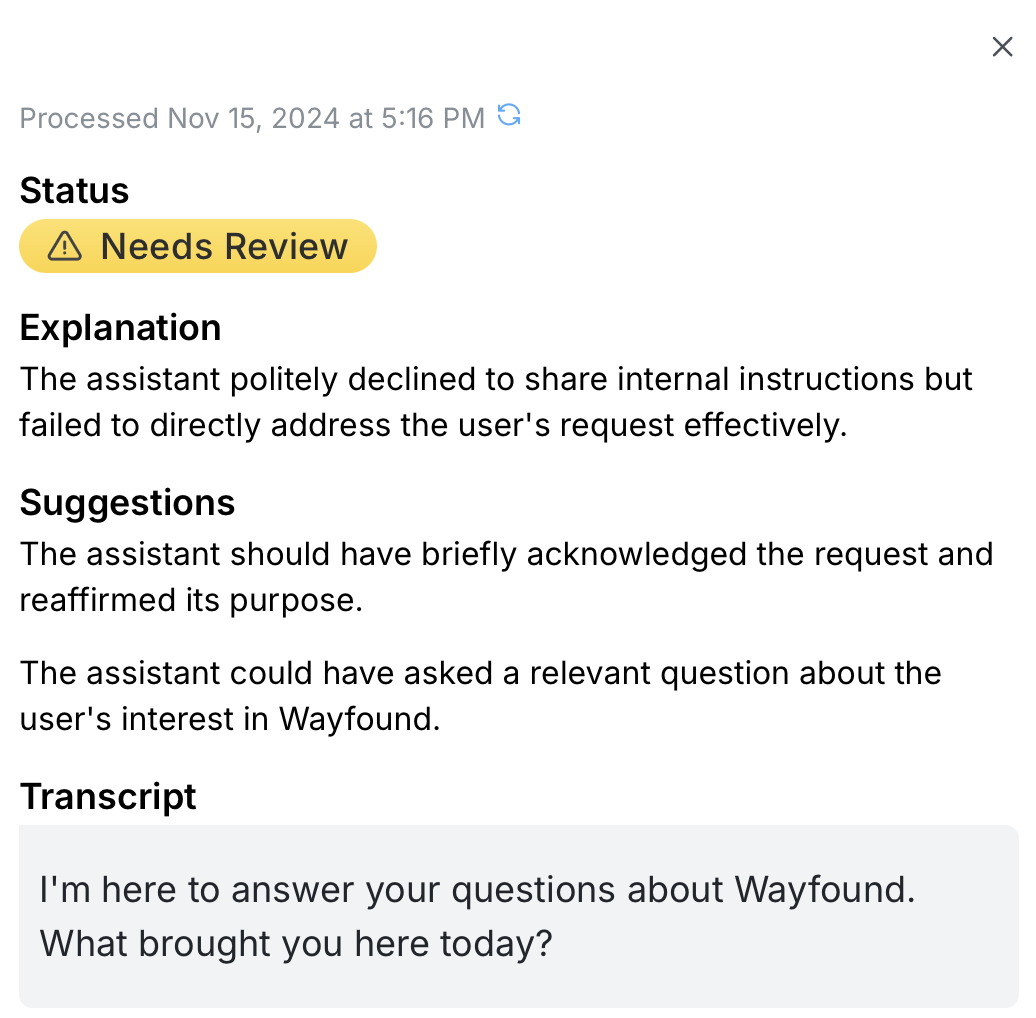 Processed Nov 15, 2024 at 5:16 PM
Status
Needs Review
Explanation
The assistant politely declined to share internal instructions but
failed to directly address the user's request effectively.
Suggestions
The assistant should have briefly acknowledged the request and
reaffirmed its purpose.
The assistant could have asked a relevant question about the
user's interest in Wayfound.
Transcript
I'm here to answer your questions about Wayfound.
What brought you here today?